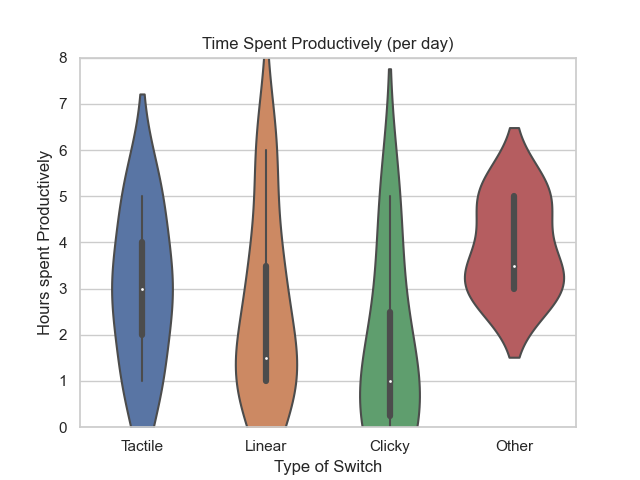 Time Spent Productively (per day)
Hours spent Productively
8
7
6
5
4
3
2
1
0
Tactile Linear Clicky Other
Type of Switch